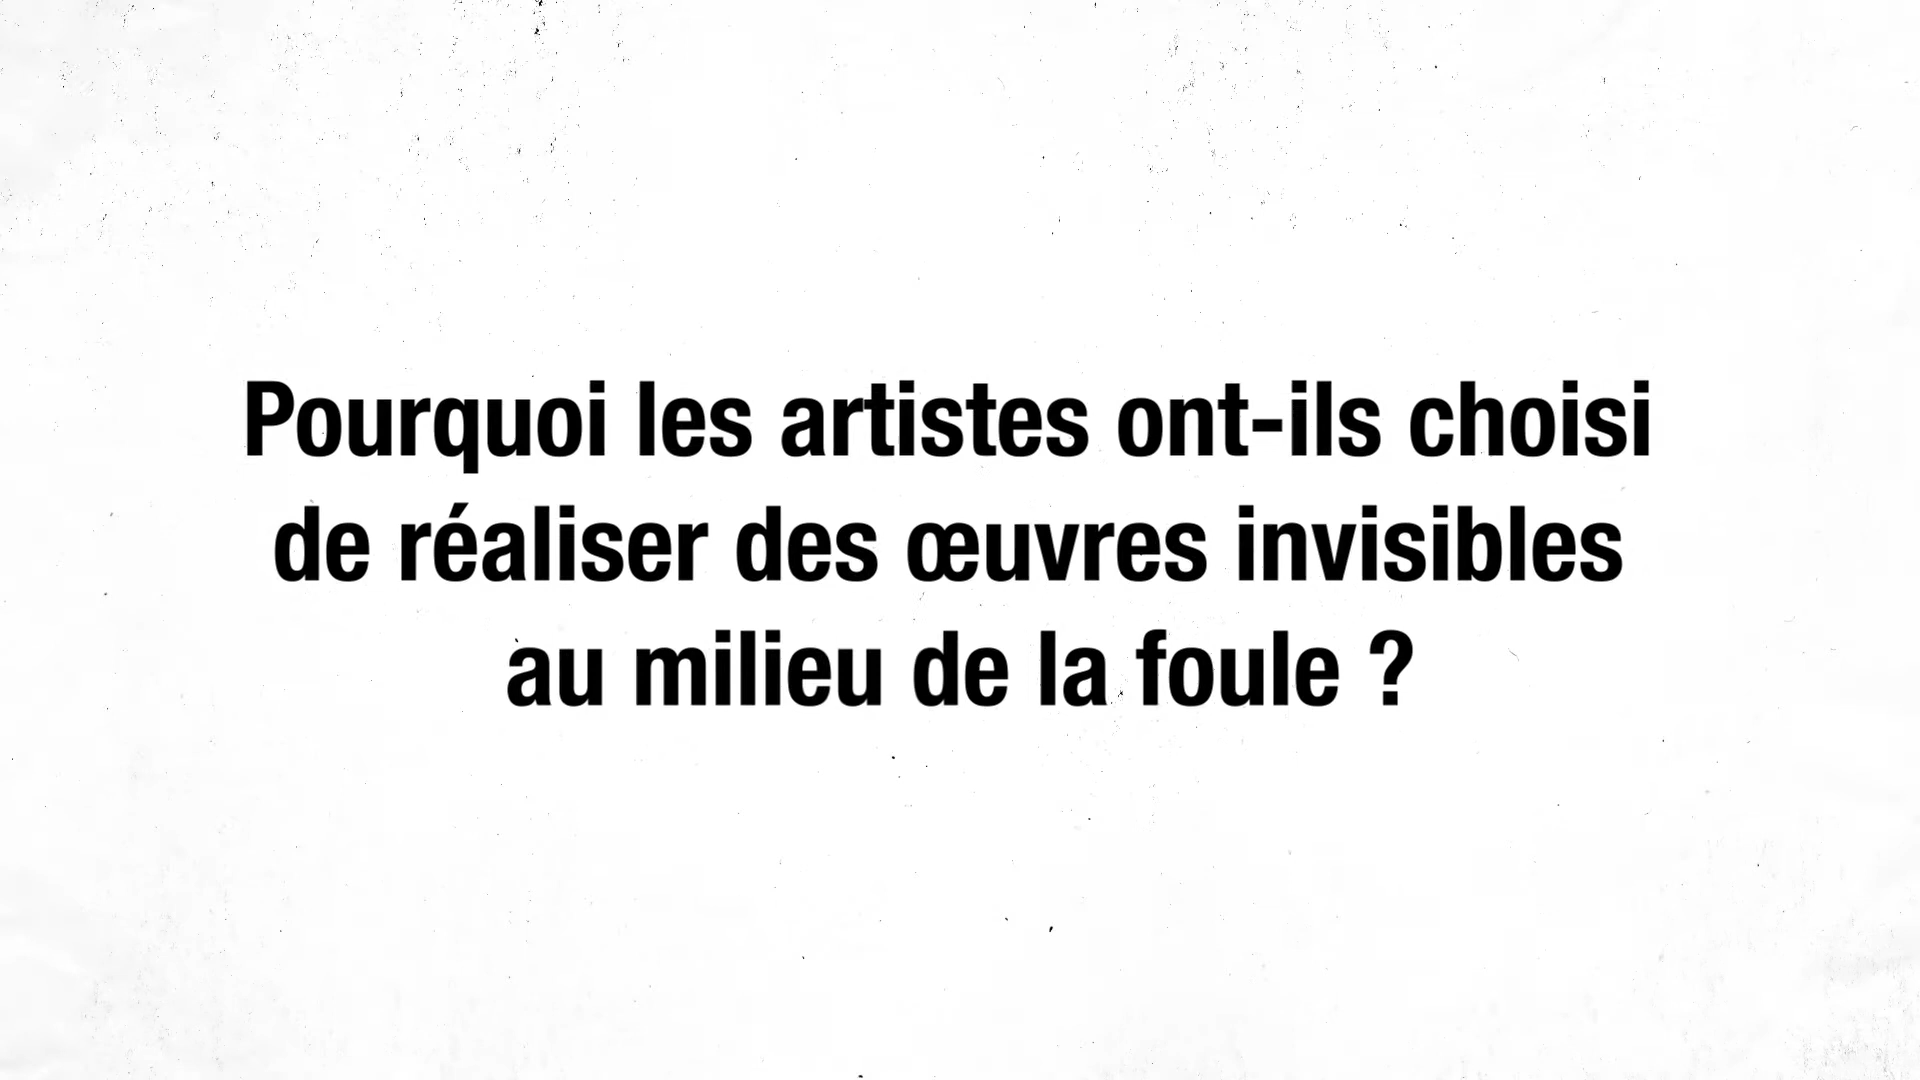 Pourquoi les artistes ont-ils choisi
de réaliser des œuvres invisibles
au milieu de la foule ?